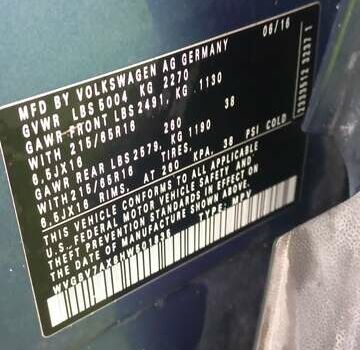 MFD BY VOLKSWAGEN AG GERMANY 06/16
GVWR LBS 5004 KG 2270
GAWR FRONT LBS 2491, KG 1130
WITH 215/65R16 260 38
6.5JX16
GAWR REAR LBS 2579, KG 1190
WITH 215/65R16 TIRES,
6.5JX16 RIMS, AT 260 KPA, 38 PSI COLD
THIS VEHICLE CONFORMS TO ALL APPLICABLE
U.S. FEDERAL MOTOR VEHICLE SAFETY AND
THEFT PREVENTION STANDARDS IN EFFECT ON
THE DATE OF MANUFACTURE SHOWN ABOVE.
TYPE: MPV